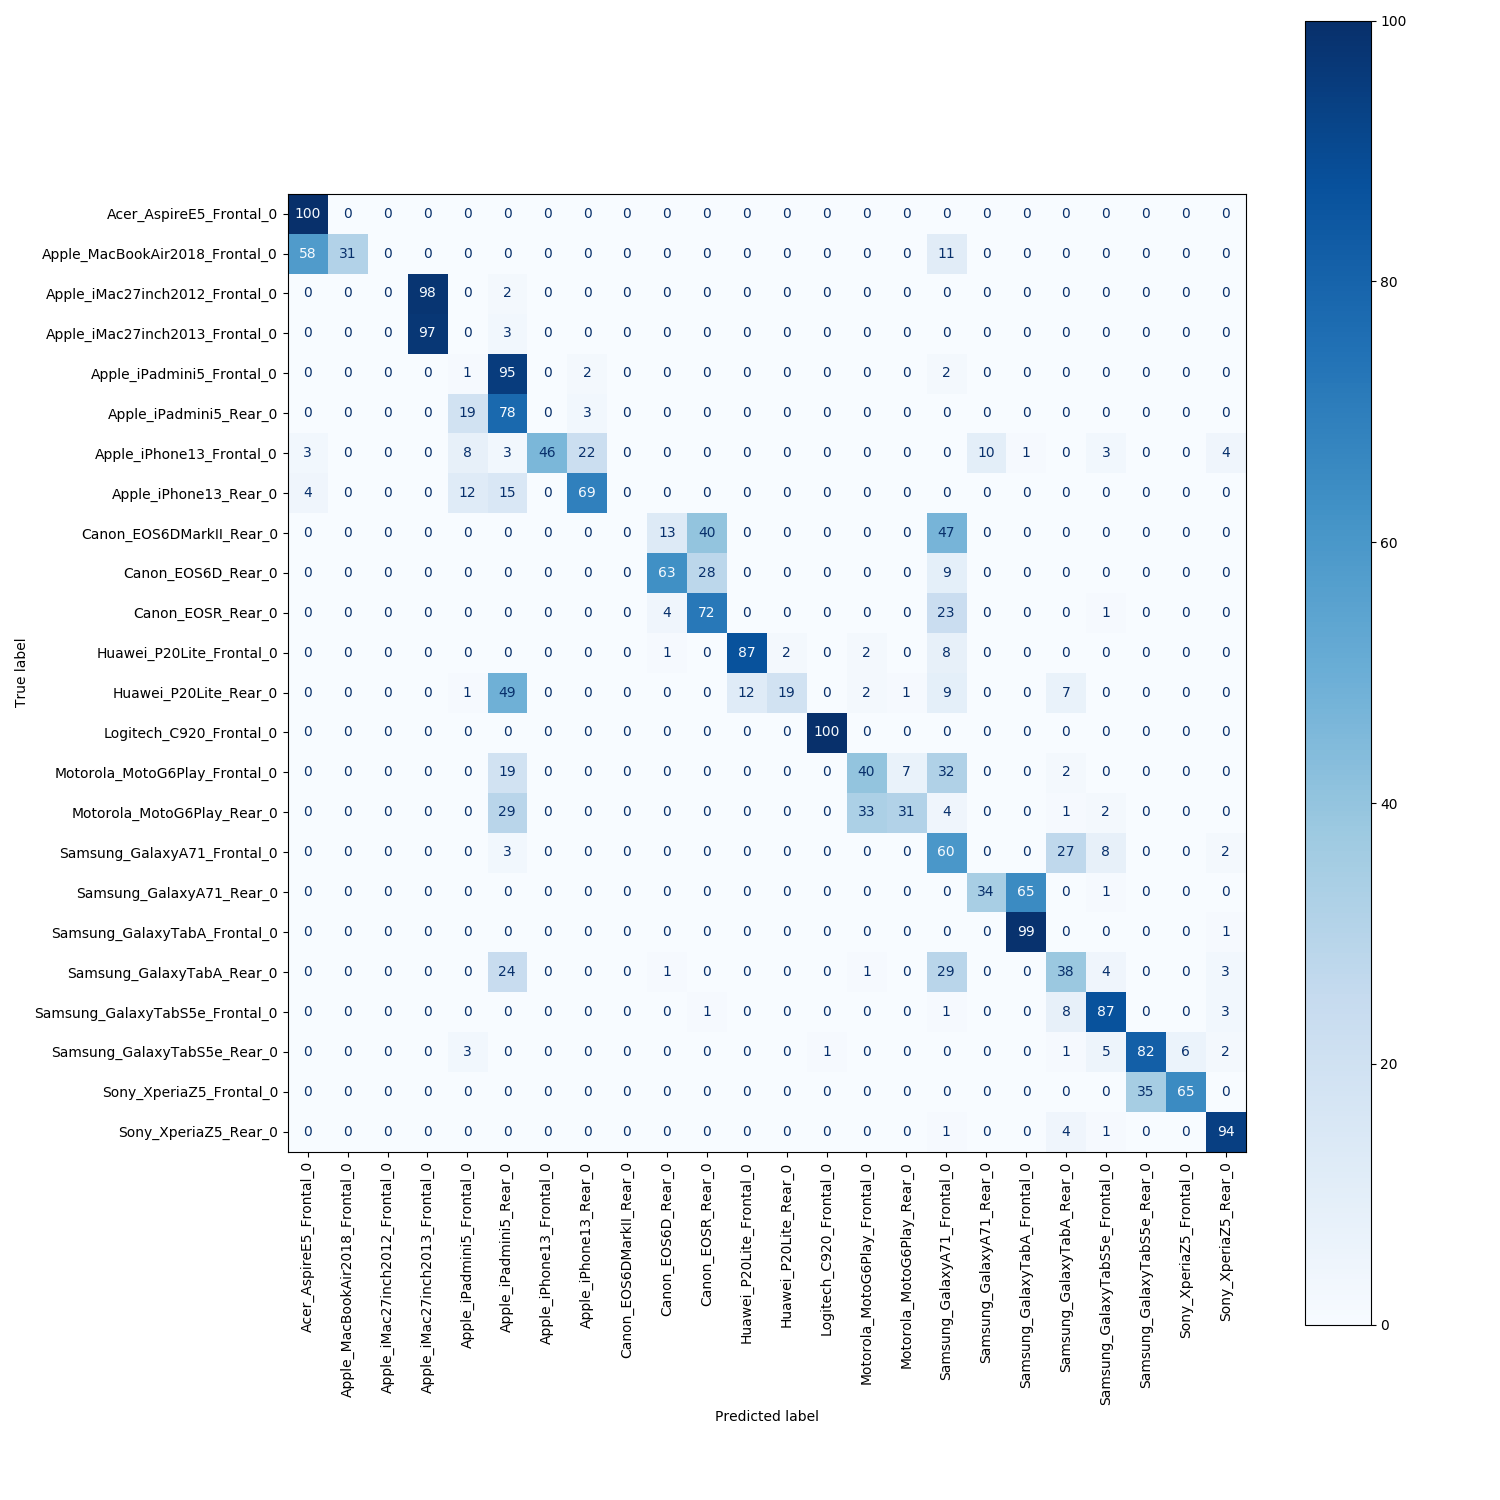 100
Acer_AspireE5_Frontal_0 100 0 0 0 0 0 0 0 0 0 0 0 0 0 0 0 0 0 0 0 0 0 0 0
Apple_MacBookAir2018_Frontal_0 58 31 0 0 0 0 0 0 0 0 0 0 0 0 0 0 11 0 0 0 0 0 0 0
80
Apple_iMac27inch2012_Frontal_0 0 0 0 98 0 2 0 0 0 0 0 0 0 0 0 0 0 0 0 0 0 0 0 0
Apple_iMac27inch2013_Frontal_0 0 0 0 97 0 3 0 0 0 0 0 0 0 0 0 0 0 0 0 0 0 0 0 0
Apple_iPadmini5_Frontal_0 0 0 0 0 1 95 0 2 0 0 0 0 0 0 0 0 2 0 0 0 0 0 0 0
Apple_iPadmini5_Rear_0 0 0 0 0 19 78 0 3 0 0 0 0 0 0 0 0 0 0 0 0 0 0 0 0
Apple_iPhone13_Frontal_0 3 0 0 0 8 3 46 22 0 0 0 0 0 0 0 0 0 10 1 0 3 0 0 4
Apple_iPhone13_Rear_0 4 0 0 0 12 15 0 69 0 0 0 0 0 0 0 0 0 0 0 0 0 0 0 0
Canon_EOS6DMarkII_Rear_0 0 0 0 0 0 0 0 0 0 13 40 0 0 0 0 0 47 0 0 0 0 0 0 0
60
Canon_EOS6D_Rear_0 0 0 0 0 0 0 0 0 0 63 28 0 0 0 0 0 9 0 0 0 0 0 0 0
Canon_EOSR_Rear_0 0 0 0 0 0 0 0 0 0 4 72 0 0 0 0 0 23 0 0 0 1 0 0 0
Huawei_P20Lite_Frontal_0 0 0 0 0 0 0 0 0 0 1 0 87 2 0 2 0 8 0 0 0 0 0 0 0
True label
Huawei_P20Lite_Rear_0 0 0 0 0 1 49 0 0 0 0 0 12 19 0 2 1 9 0 0 7 0 0 0 0
Logitech_C920_Frontal_0 0 0 0 0 0 0 0 0 0 0 0 0 0 100 0 0 0 0 0 0 0 0 0 0
Motorola_MotoG6Play_Frontal_0 0 0 0 0 0 19 0 0 0 0 0 0 0 0 40 7 32 0 0 2 0 0 0 0
40
Motorola_MotoG6Play_Rear_0 0 0 0 0 0 29 0 0 0 0 0 0 0 0 33 31 4 0 0 1 2 0 0 0
Samsung_GalaxyA71_Frontal_0 0 0 0 0 0 3 0 0 0 0 0 0 0 0 0 0 60 0 0 27 8 0 0 2
Samsung_GalaxyA71_Rear_0 0 0 0 0 0 0 0 0 0 0 0 0 0 0 0 0 0 34 65 0 1 0 0 0
Samsung_GalaxyTabA_Frontal_0 0 0 0 0 0 0 0 0 0 0 0 0 0 0 0 0 0 0 99 0 0 0 0 1
Samsung_GalaxyTabA_Rear_0 0 0 0 0 0 24 0 0 0 1 0 0 0 0 1 0 29 0 0 38 4 0 0 3
Samsung_GalaxyTabS5e_Frontal_0 0 0 0 0 0 0 0 0 0 0 1 0 0 0 0 0 1 0 0 8 87 0 0 3
Samsung_GalaxyTabS5e_Rear_0 0 0 0 0 3 0 0 0 0 0 0 0 0 1 0 0 0 0 0 1 5 82 6 2
20
Sony_XperiaZ5_Frontal_0 0 0 0 0 0 0 0 0 0 0 0 0 0 0 0 0 0 0 0 0 0 35 65 0
Sony_XperiaZ5_Rear_0 0 0 0 0 0 0 0 0 0 0 0 0 0 0 0 0 1 0 0 4 1 0 0 94
Acer_AspireE5_Frontal_0
Apple_MacBookAir2018_Frontal_0
Apple_iMac27inch2012_Frontal_0
Apple_iMac27inch2013_Frontal_0
Apple_iPadmini5_Frontal_0
Apple_iPadmini5_Rear_0
Apple_iPhone13_Frontal_0
Apple_iPhone13_Rear_0
Canon_EOS6DMarkII_Rear_0
Canon_EOS6D_Rear_0
Canon_EOSR_Rear_0
Huawei_P20Lite_Frontal_0
Huawei_P20Lite_Rear_0
Logitech_C920_Frontal_0
Motorola_MotoG6Play_Frontal_0
Motorola_MotoG6Play_Rear_0
Samsung_GalaxyA71_Frontal_0
Samsung_GalaxyA71_Rear_0
Samsung_GalaxyTabA_Frontal_0
Samsung_GalaxyTabA_Rear_0
Samsung_GalaxyTabS5e_Frontal_0
Samsung_GalaxyTabS5e_Rear_0
Sony_XperiaZ5_Frontal_0
Sony_XperiaZ5_Rear_0
0
Predicted label